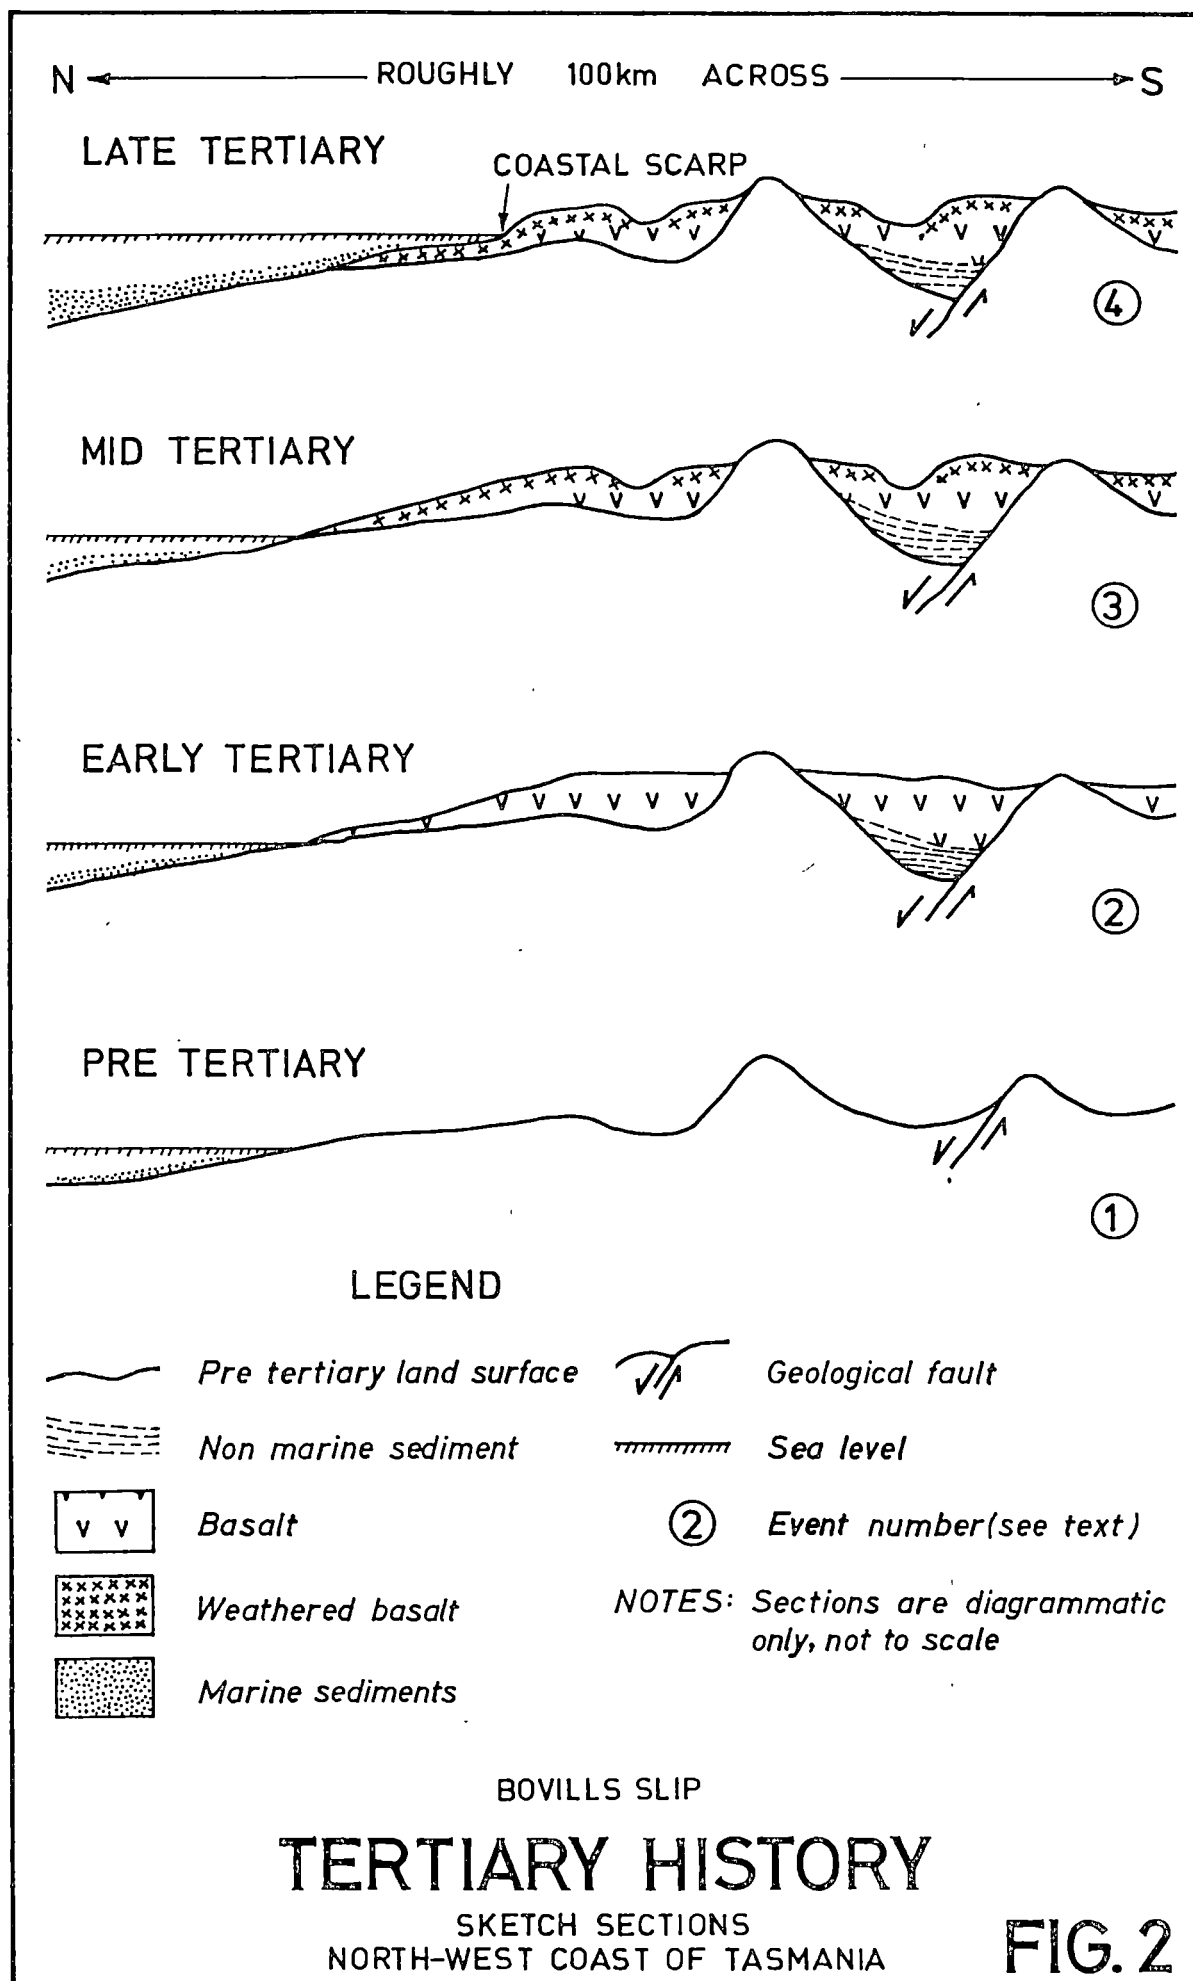 N ROUGHLY 100km ACROSS S
LATE TERTIARY
COASTAL SCARP
4
MID TERTIARY
3
EARLY TERTIARY
2
PRE TERTIARY
1
LEGEND
Pre tertiary land surface
Geological fault
Non marine sediment
Sea level
Basalt
2 Event number (see text)
Weathered basalt
NOTES: Sections are diagrammatic
only, not to scale
Marine sediments
BOVILLS SLIP
TERTIARY HISTORY
SKETCH SECTIONS
NORTH-WEST COAST OF TASMANIA
FIG. 2